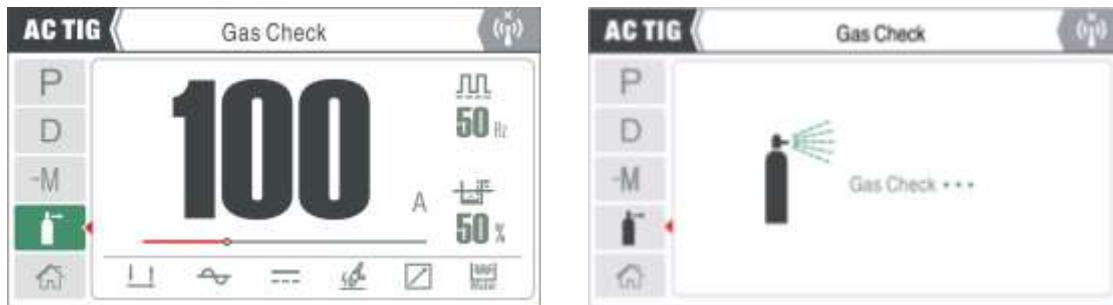 AC TIG
Gas Check
P
D
-M
100
A
50 Hz
50 %
AC TIG
Gas Check
P
D
-M
Gas Check •••